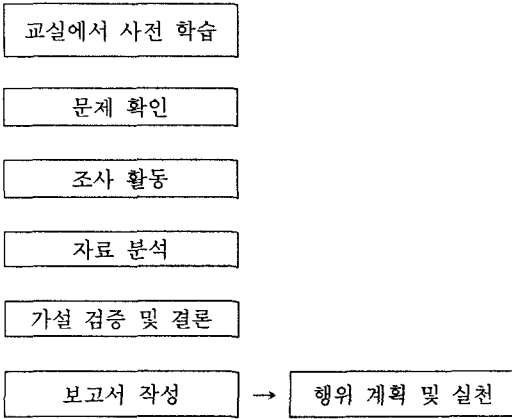 교실에서 사전 학습
문제 확인
조사 활동
자료 분석
가설 검증 및 결론
보고서 작성 → 행위 계획 및 실천